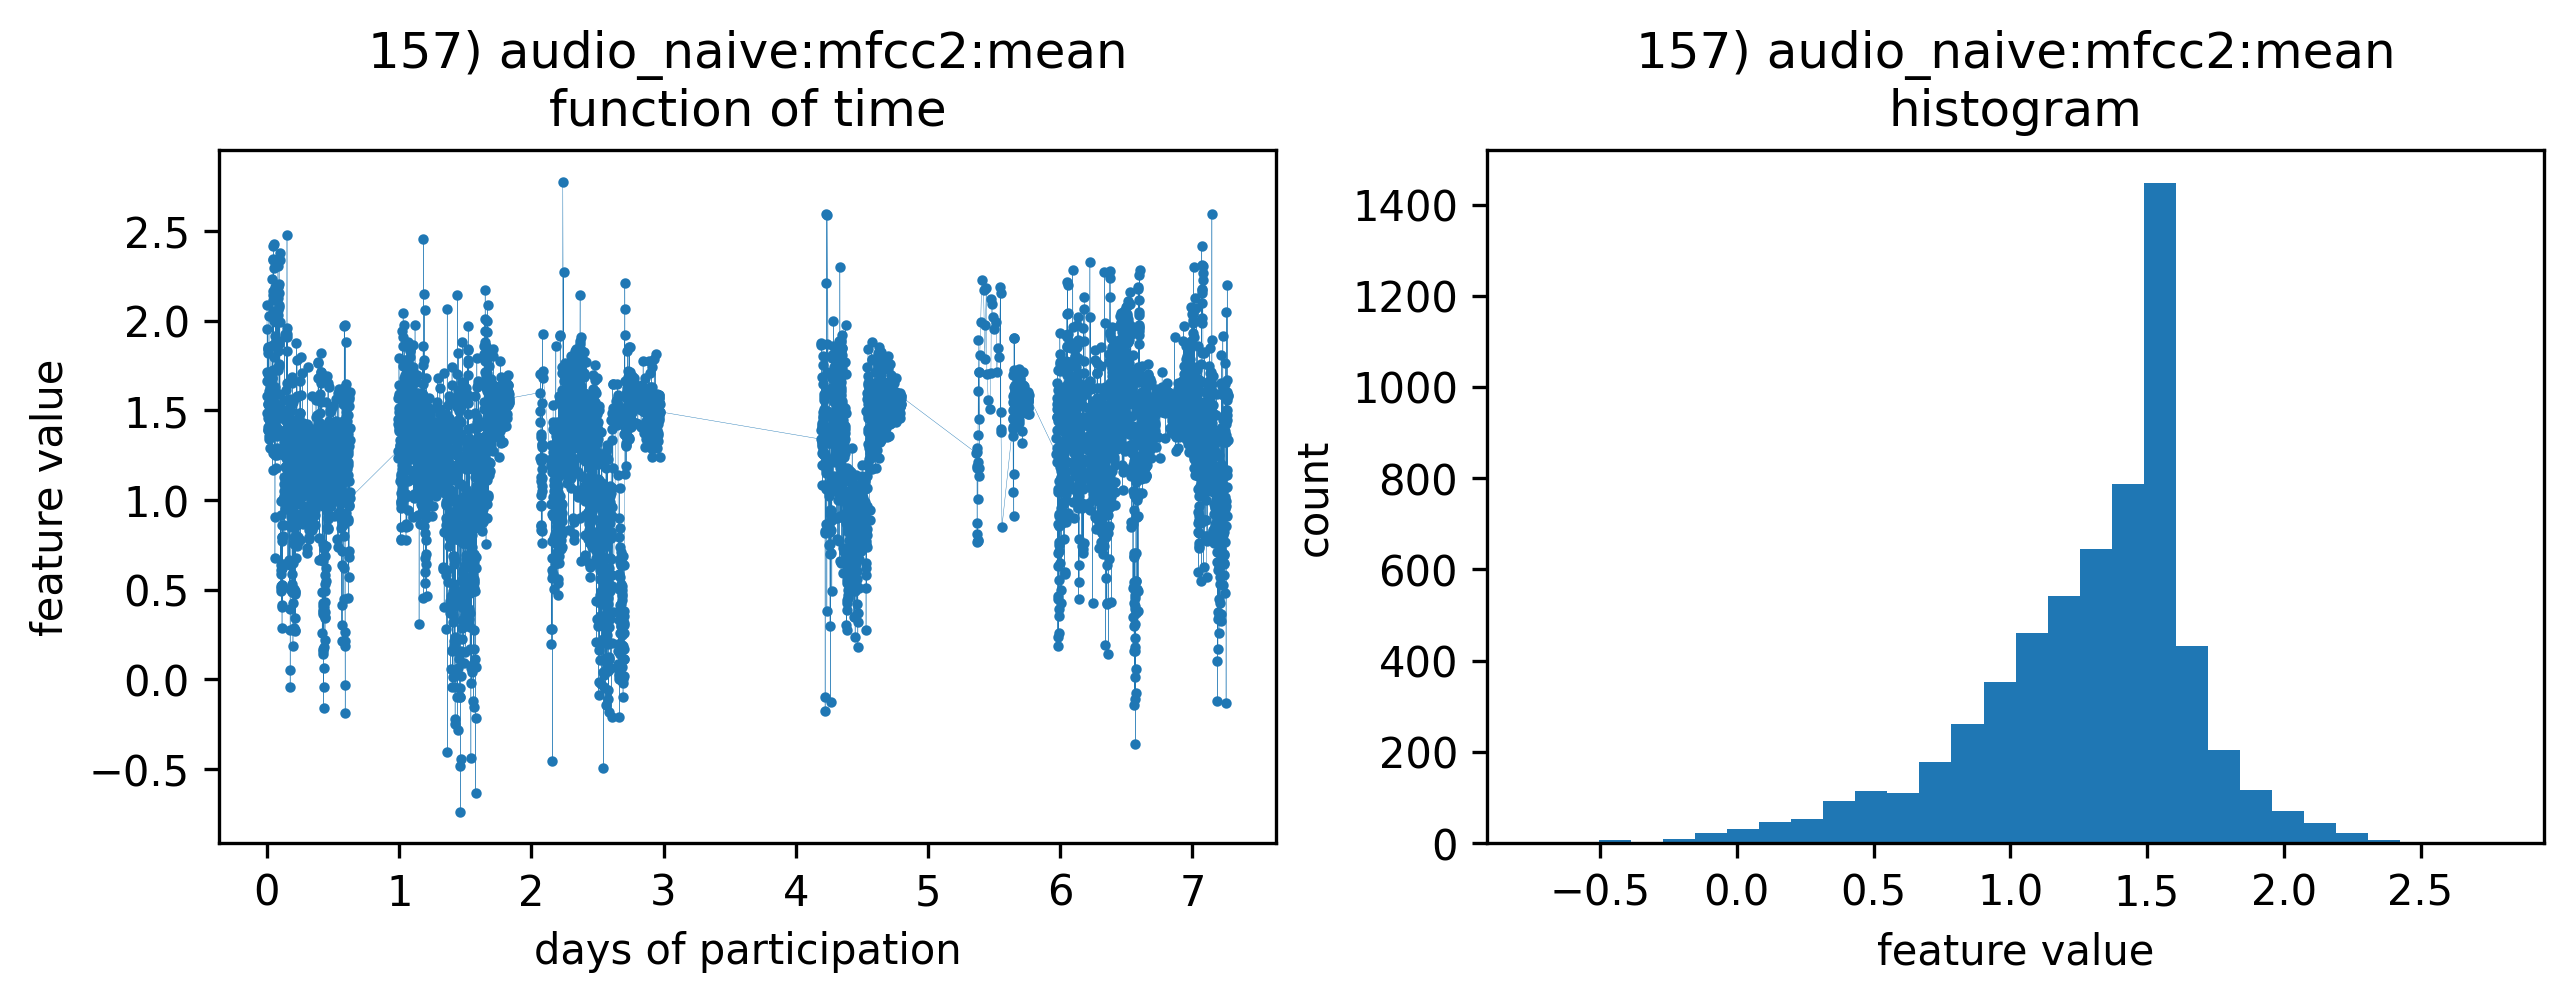 157) audio_naive:mfcc2:mean
function of time
feature value
2.5
2.0
1.5
1.0
0.5
0.0
−0.5
0 1 2 3 4 5 6 7
days of participation
157) audio_naive:mfcc2:mean
histogram
count
1400
1200
1000
800
600
400
200
0
−0.5 0.0 0.5 1.0 1.5 2.0 2.5
feature value